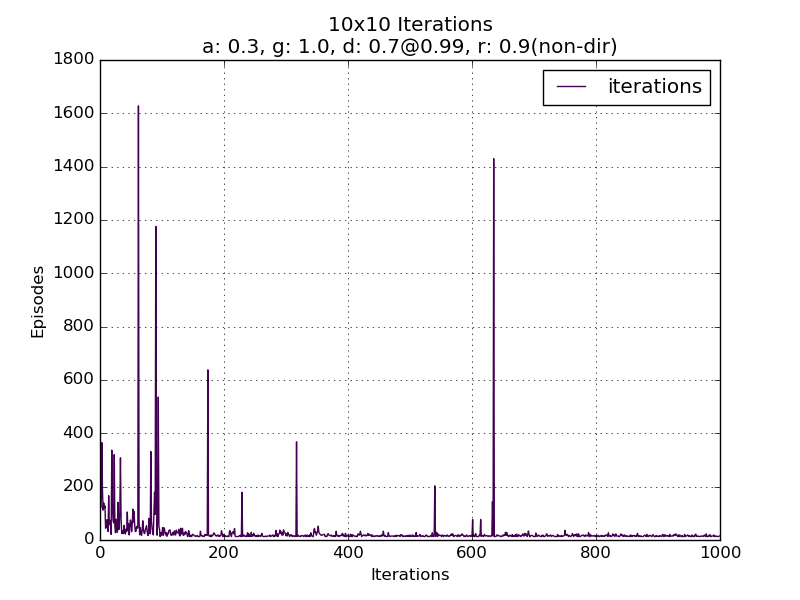 10x10 Iterations
a: 0.3, g: 1.0, d: 0.7@0.99, r: 0.9(non-dir)
iterations
1800
1600
1400
1200
1000
800
600
400
200
0
Episodes
0 200 400 600 800 1000
Iterations